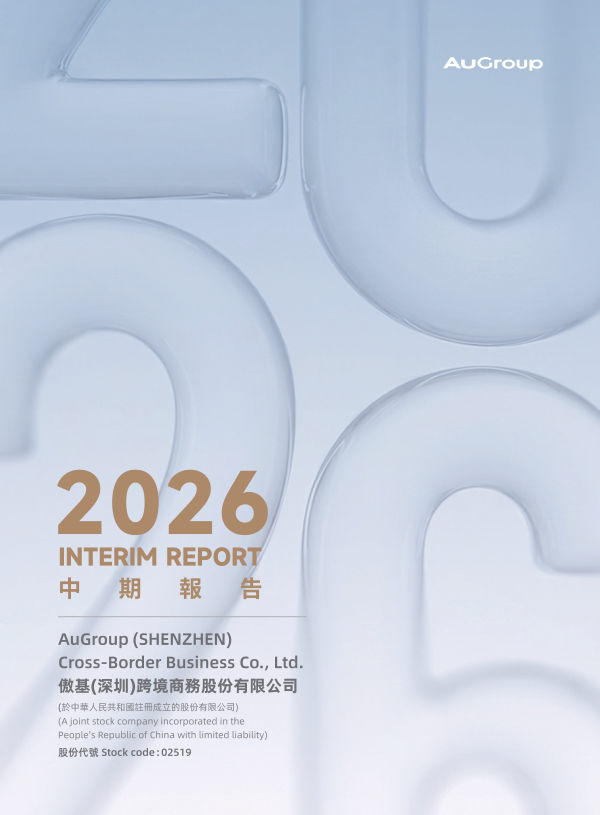 AuGroup
2026
INTERIM REPORT
中期報告
AuGroup (SHENZHEN)
Cross-Border Business Co., Ltd.
傲基(深圳)跨境商務股份有限公司
(於中華人民共和國註冊成立的股份有限公司)
(A joint stock company incorporated in the
People's Republic of China with limited liability)
股份代號 Stock code : 02519